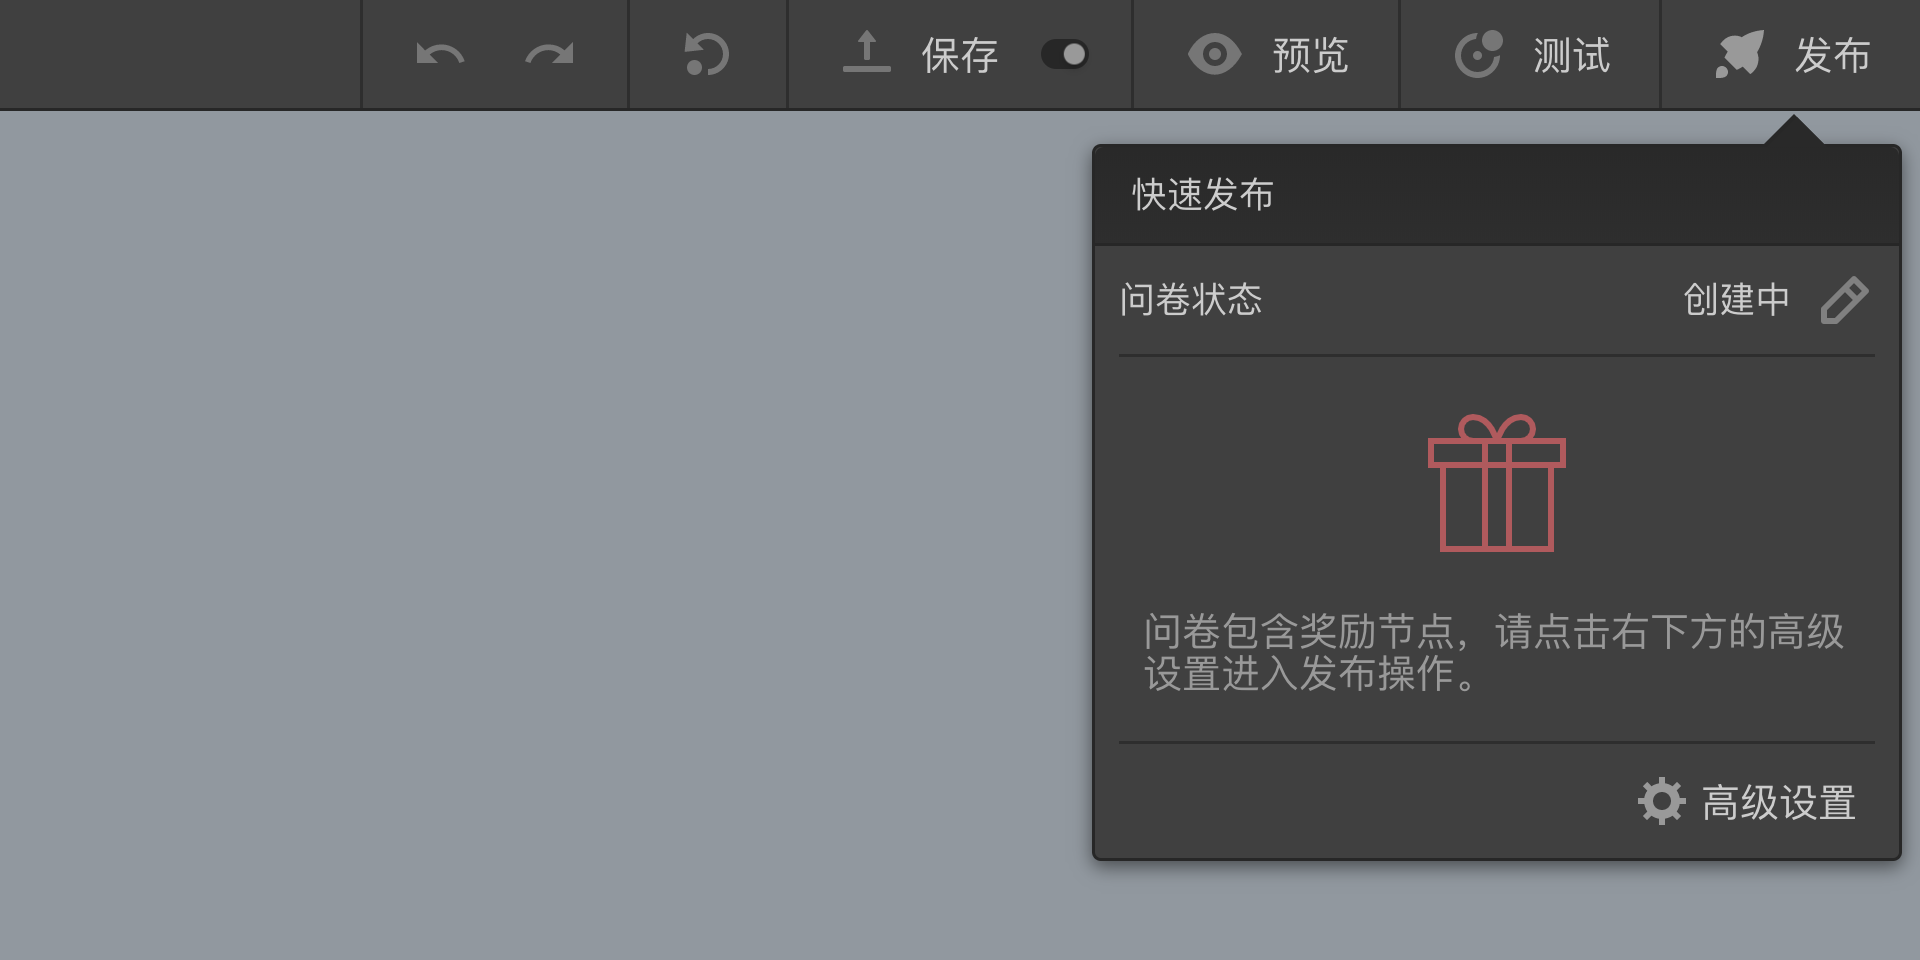 保存 预览 测试 发布
快速发布
问卷状态 创建中
问卷包含奖励节点，请点击右下方的高级
设置进入发布操作。
高级设置